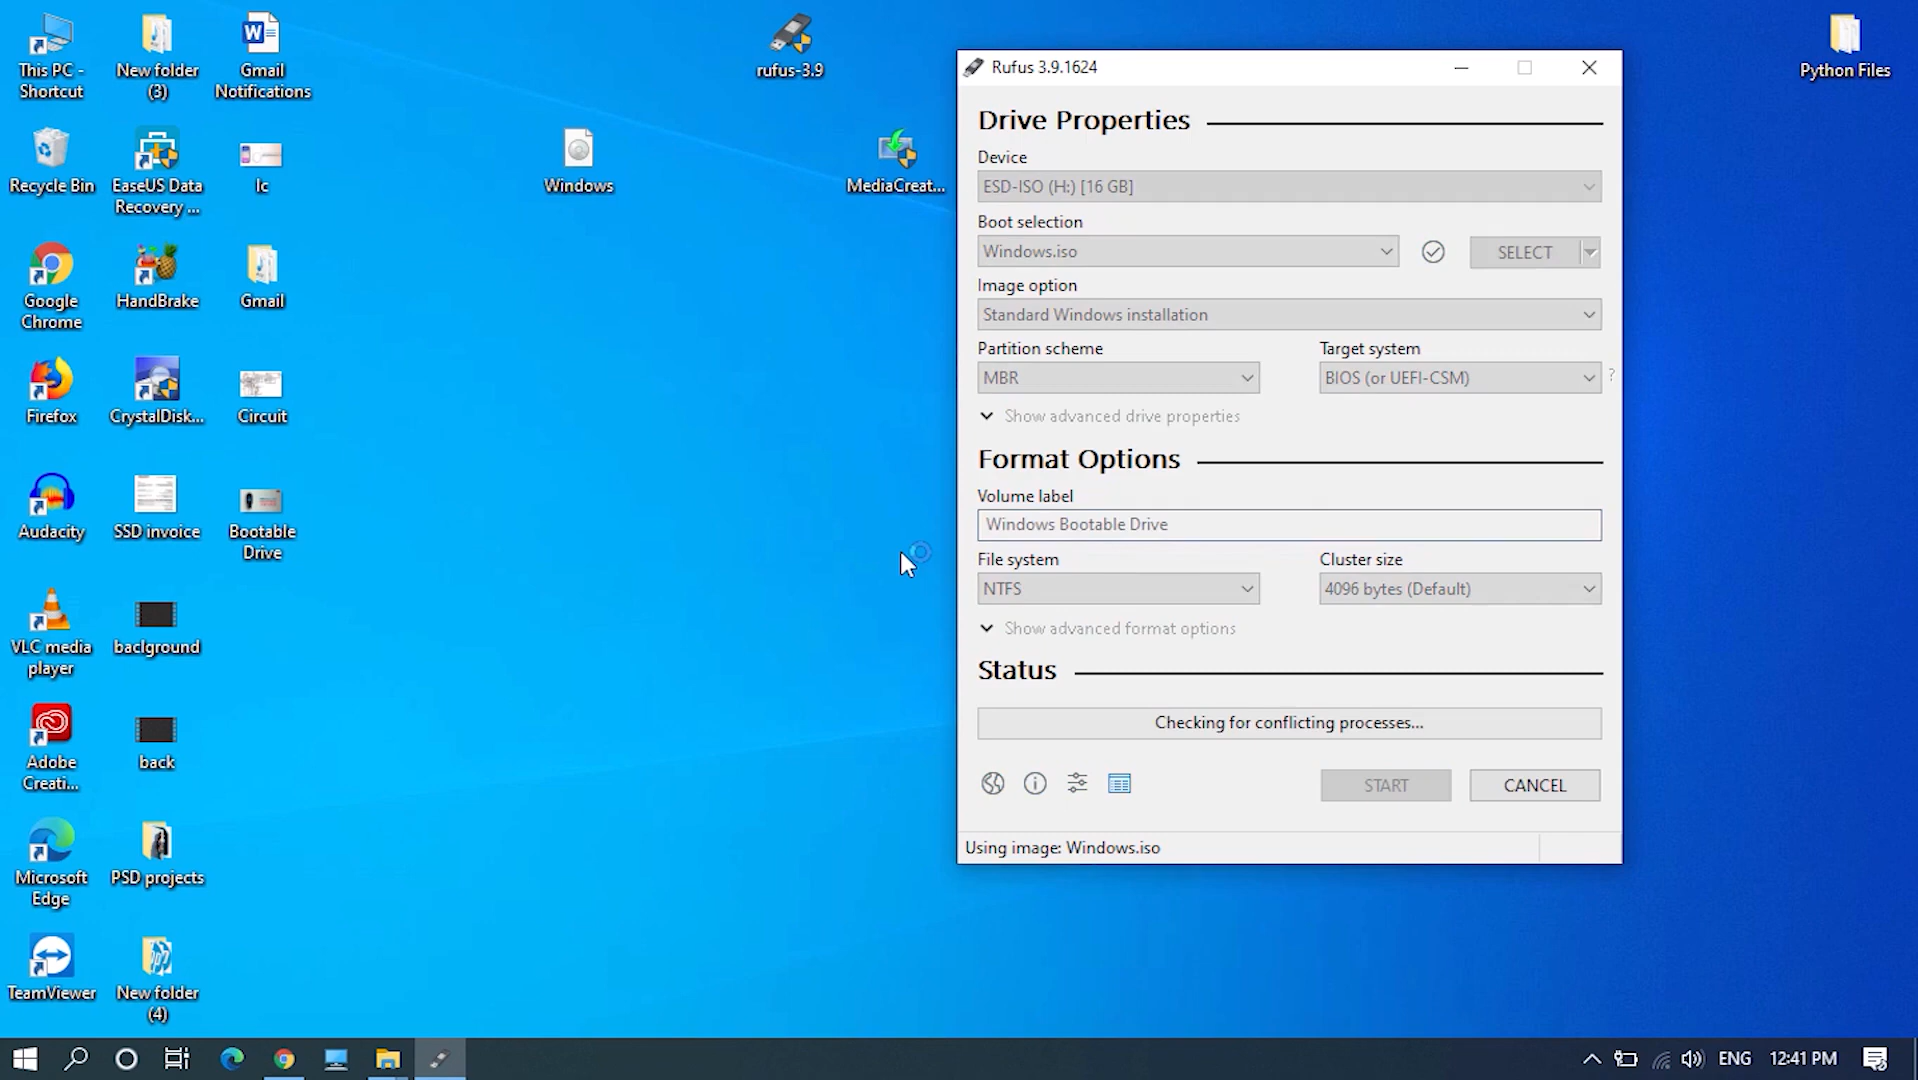 This PC -
Shortcut
New folder
(3)
Gmail
Notifications
rufus-3.9
Python Files
Recycle Bin
EaseUS Data
Recovery ...
lc
Windows
MediaCreat...
Google
Chrome
HandBrake
Gmail
Firefox
CrystalDisk...
Circuit
Audacity
SSD invoice
Bootable
Drive
VLC media
player
baclground
Adobe
Creati...
back
Microsoft
Edge
PSD projects
TeamViewer
New folder
(4)
Rufus 3.9.1624
Drive Properties
Device
ESD-ISO (H:) [16 GB]
Boot selection
Windows.iso
SELECT
Image option
Standard Windows installation
Partition scheme
Target system
MBR
BIOS (or UEFI-CSM)
?
Show advanced drive properties
Format Options
Volume label
Windows Bootable Drive
File system
Cluster size
NTFS
4096 bytes (Default)
Show advanced format options
Status
Checking for conflicting processes...
START
CANCEL
Using image: Windows.iso
ENG
12:41 PM